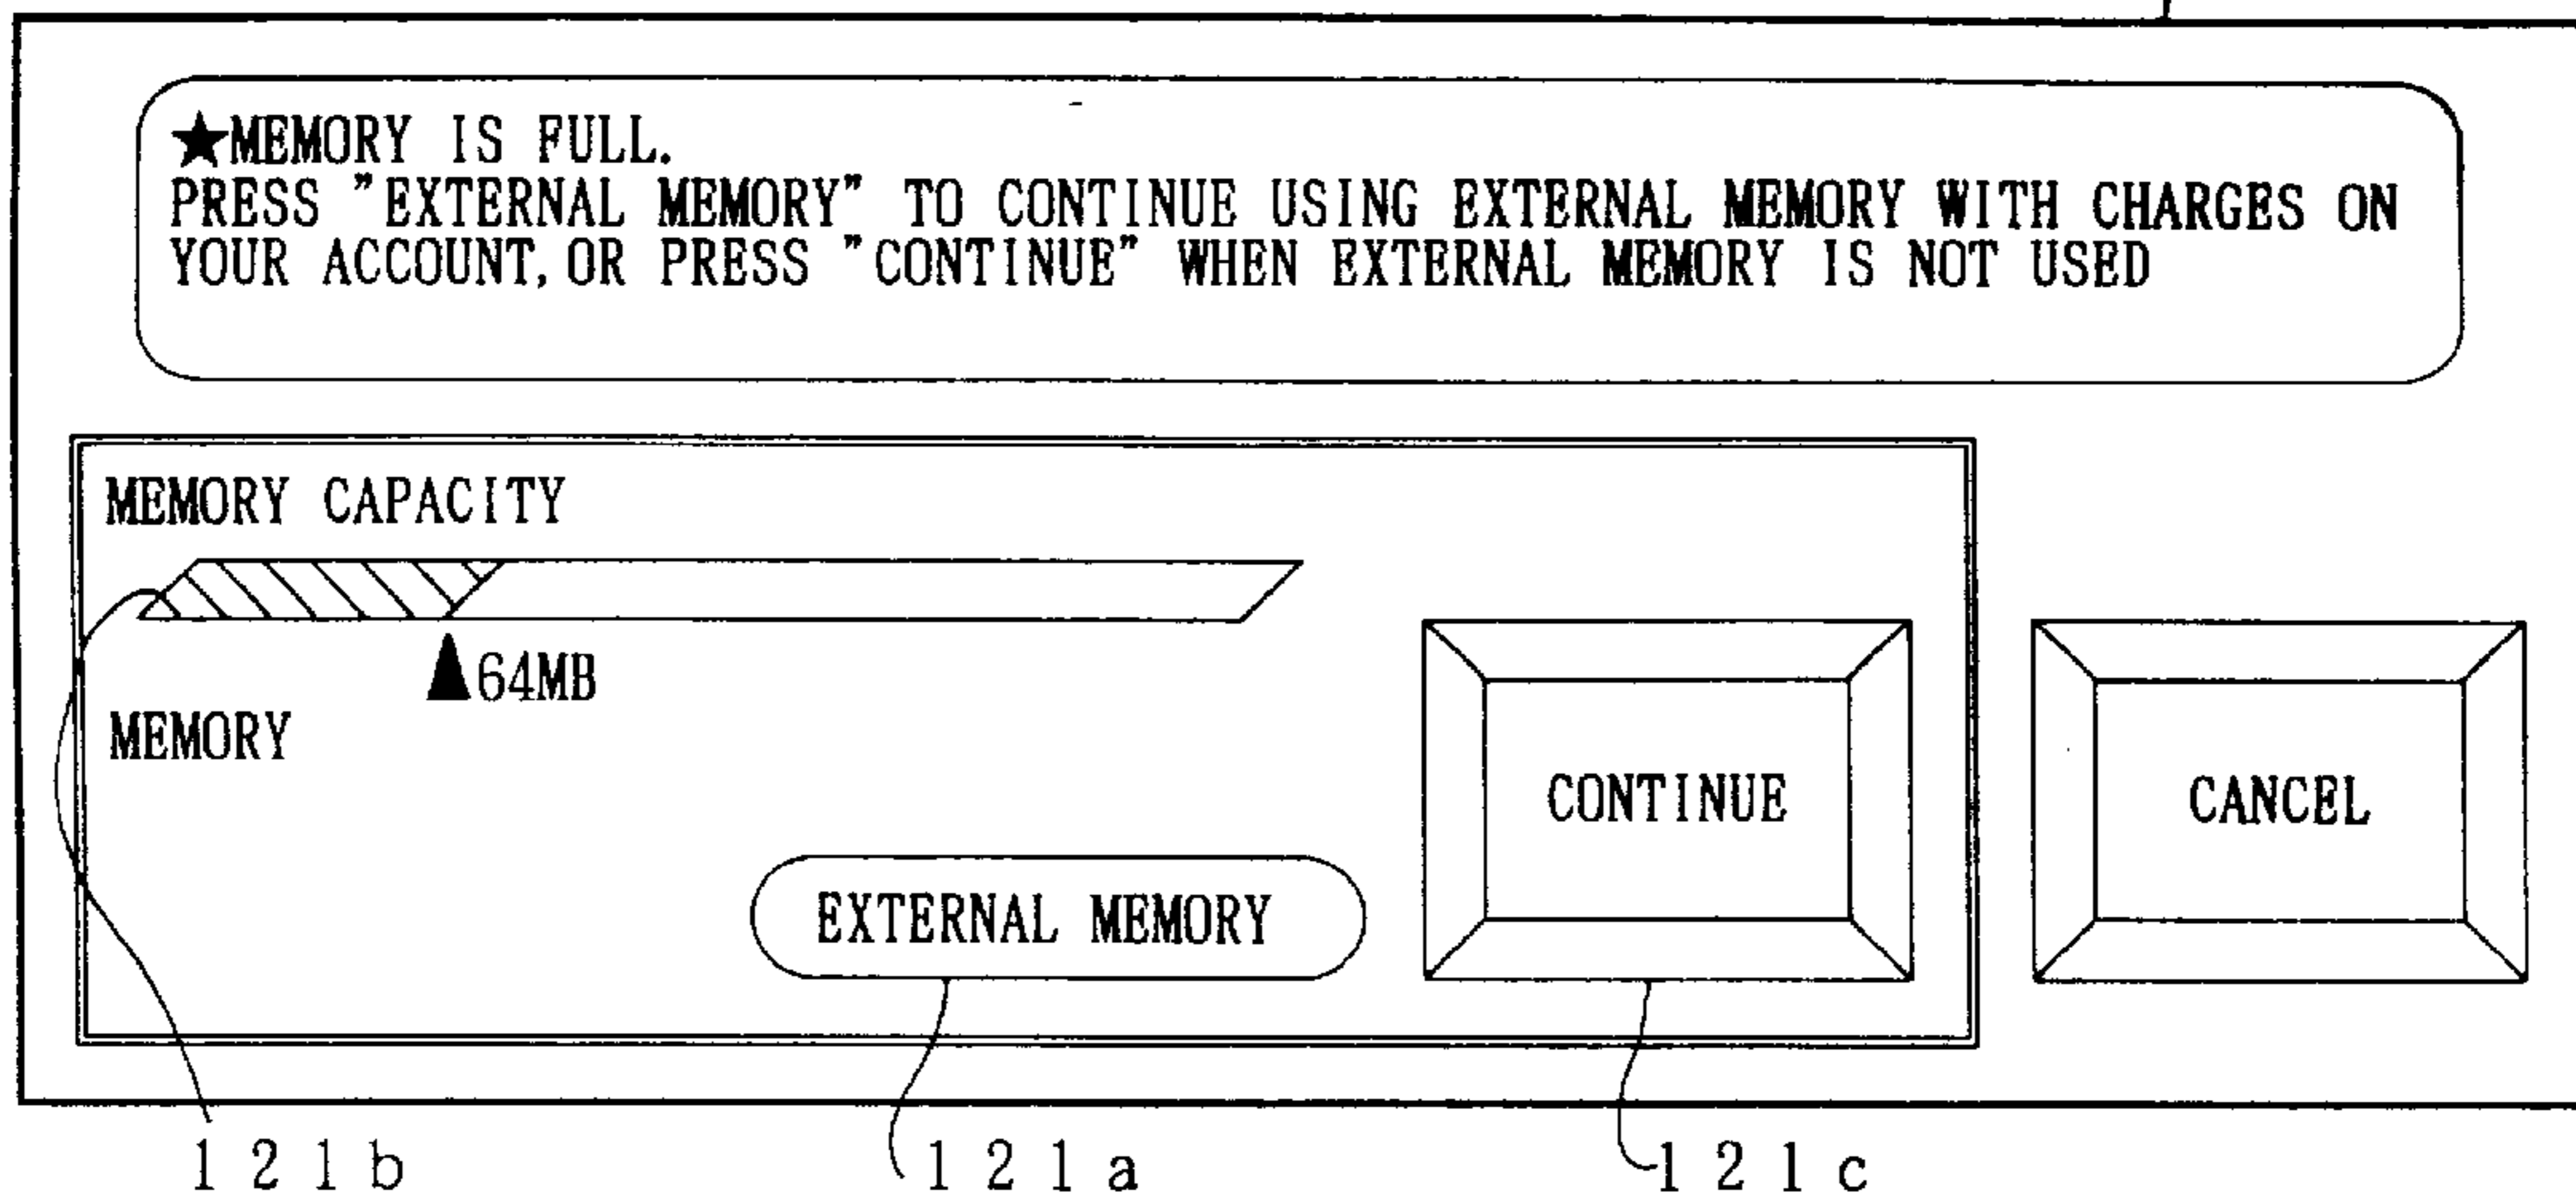 ★MEMORY IS FULL.
PRESS "EXTERNAL MEMORY" TO CONTINUE USING EXTERNAL MEMORY WITH CHARGES ON
YOUR ACCOUNT, OR PRESS "CONTINUE" WHEN EXTERNAL MEMORY IS NOT USED
MEMORY CAPACITY
▲64MB
MEMORY
EXTERNAL MEMORY
CONTINUE
CANCEL
121b
121a
121c